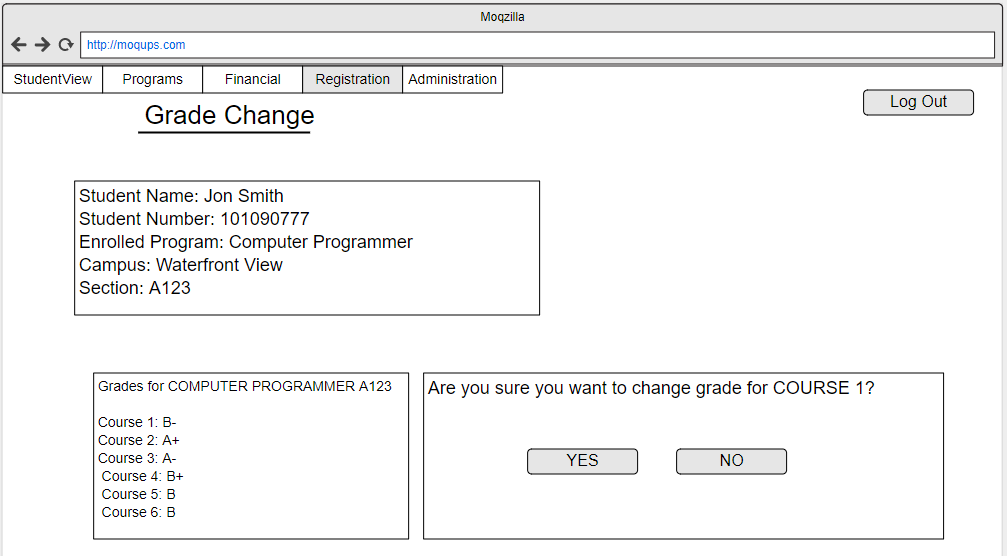 Moqzilla
http://moqups.com
StudentView Programs Financial Registration Administration
Log Out
Grade Change
Student Name: Jon Smith
Student Number: 101090777
Enrolled Program: Computer Programmer
Campus: Waterfront View
Section: A123
Grades for COMPUTER PROGRAMMER A123
Course 1: B-
Course 2: A+
Course 3: A-
Course 4: B+
Course 5: B
Course 6: B
Are you sure you want to change grade for COURSE 1?
YES NO